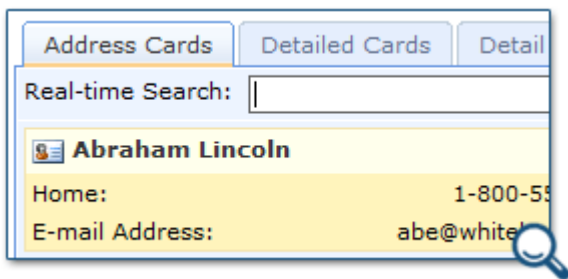 Address Cards Detailed Cards Detail
Real-time Search:
Abraham Lincoln
Home: 1-800-55
E-mail Address: abe@white